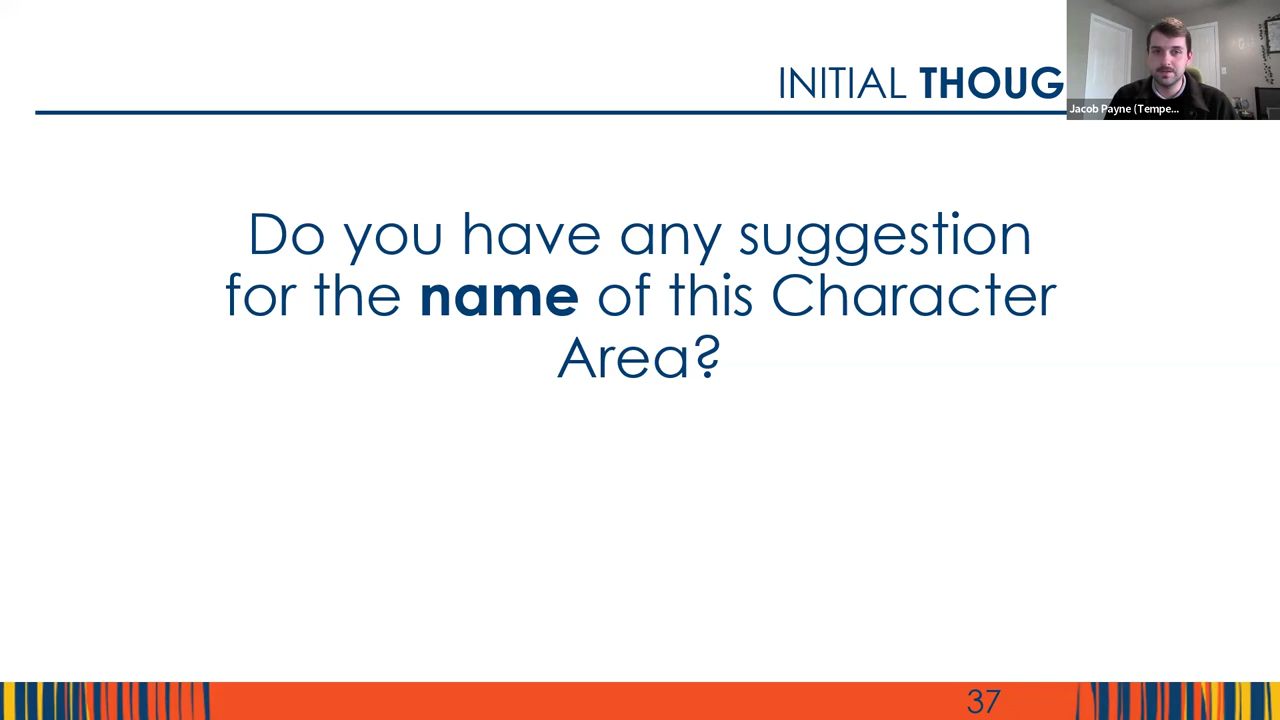 INITIAL THOUG
Jacob Payne (Tempe...
Do you have any suggestion
for the name of this Character
Area?
37